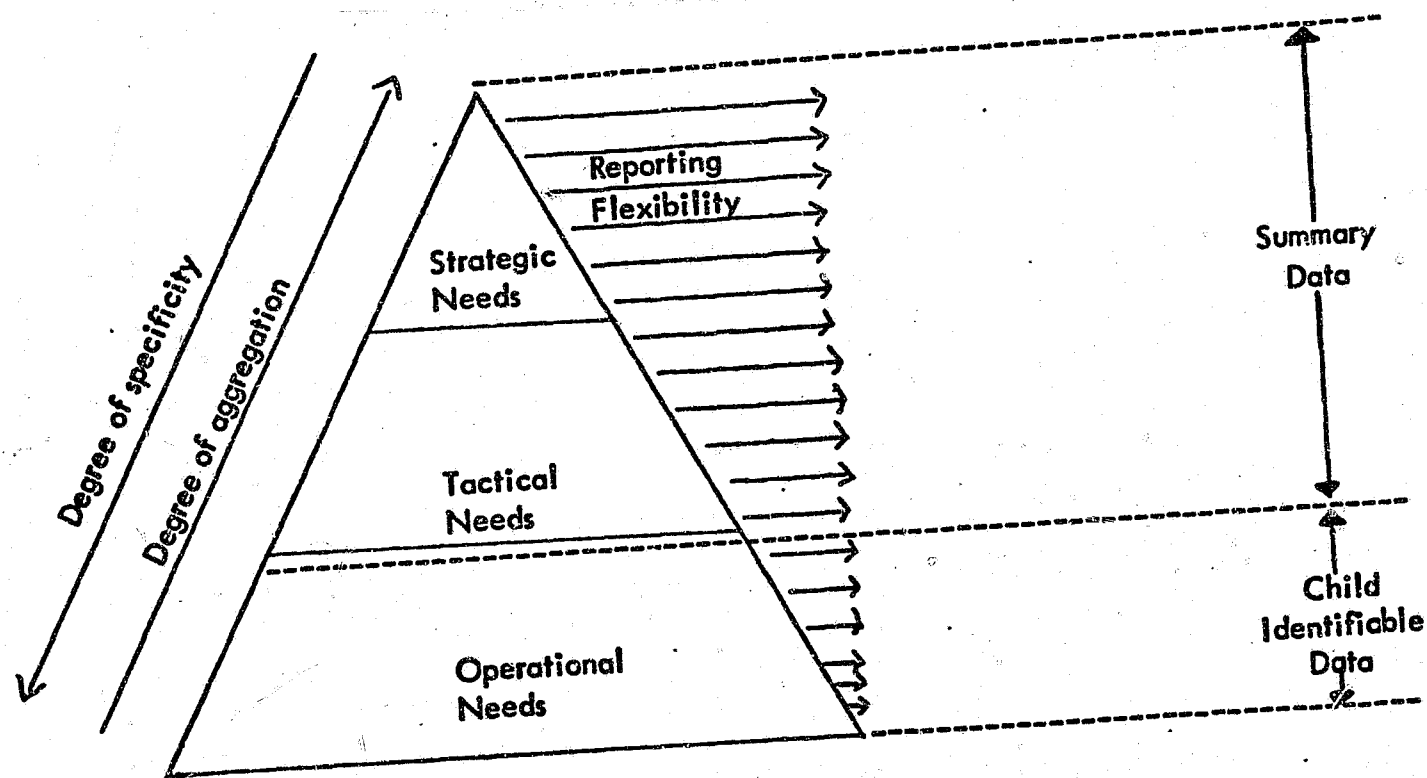 Reporting
Flexibility
Summary
Data
Strategic
Needs
Degree of specificity
Degree of aggregation
Tactical
Needs
Child
Identifiable
Data
Operational
Needs